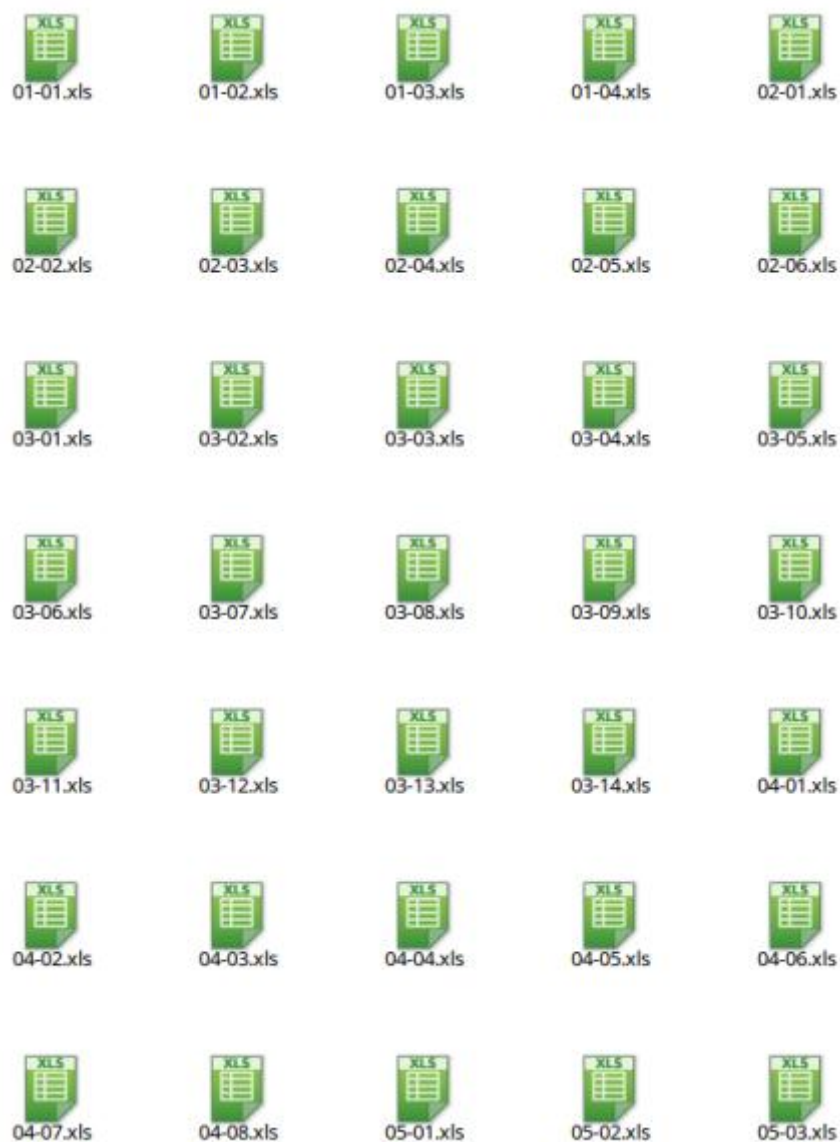 XLS XLS XLS XLS XLS
01-01.xls 01-02.xls 01-03.xls 01-04.xls 02-01.xls
XLS XLS XLS XLS XLS
02-02.xls 02-03.xls 02-04.xls 02-05.xls 02-06.xls
XLS XLS XLS XLS XLS
03-01.xls 03-02.xls 03-03.xls 03-04.xls 03-05.xls
XLS XLS XLS XLS XLS
03-06.xls 03-07.xls 03-08.xls 03-09.xls 03-10.xls
XLS XLS XLS XLS XLS
03-11.xls 03-12.xls 03-13.xls 03-14.xls 04-01.xls
XLS XLS XLS XLS XLS
04-02.xls 04-03.xls 04-04.xls 04-05.xls 04-06.xls
XLS XLS XLS XLS XLS
04-07.xls 04-08.xls 05-01.xls 05-02.xls 05-03.xls